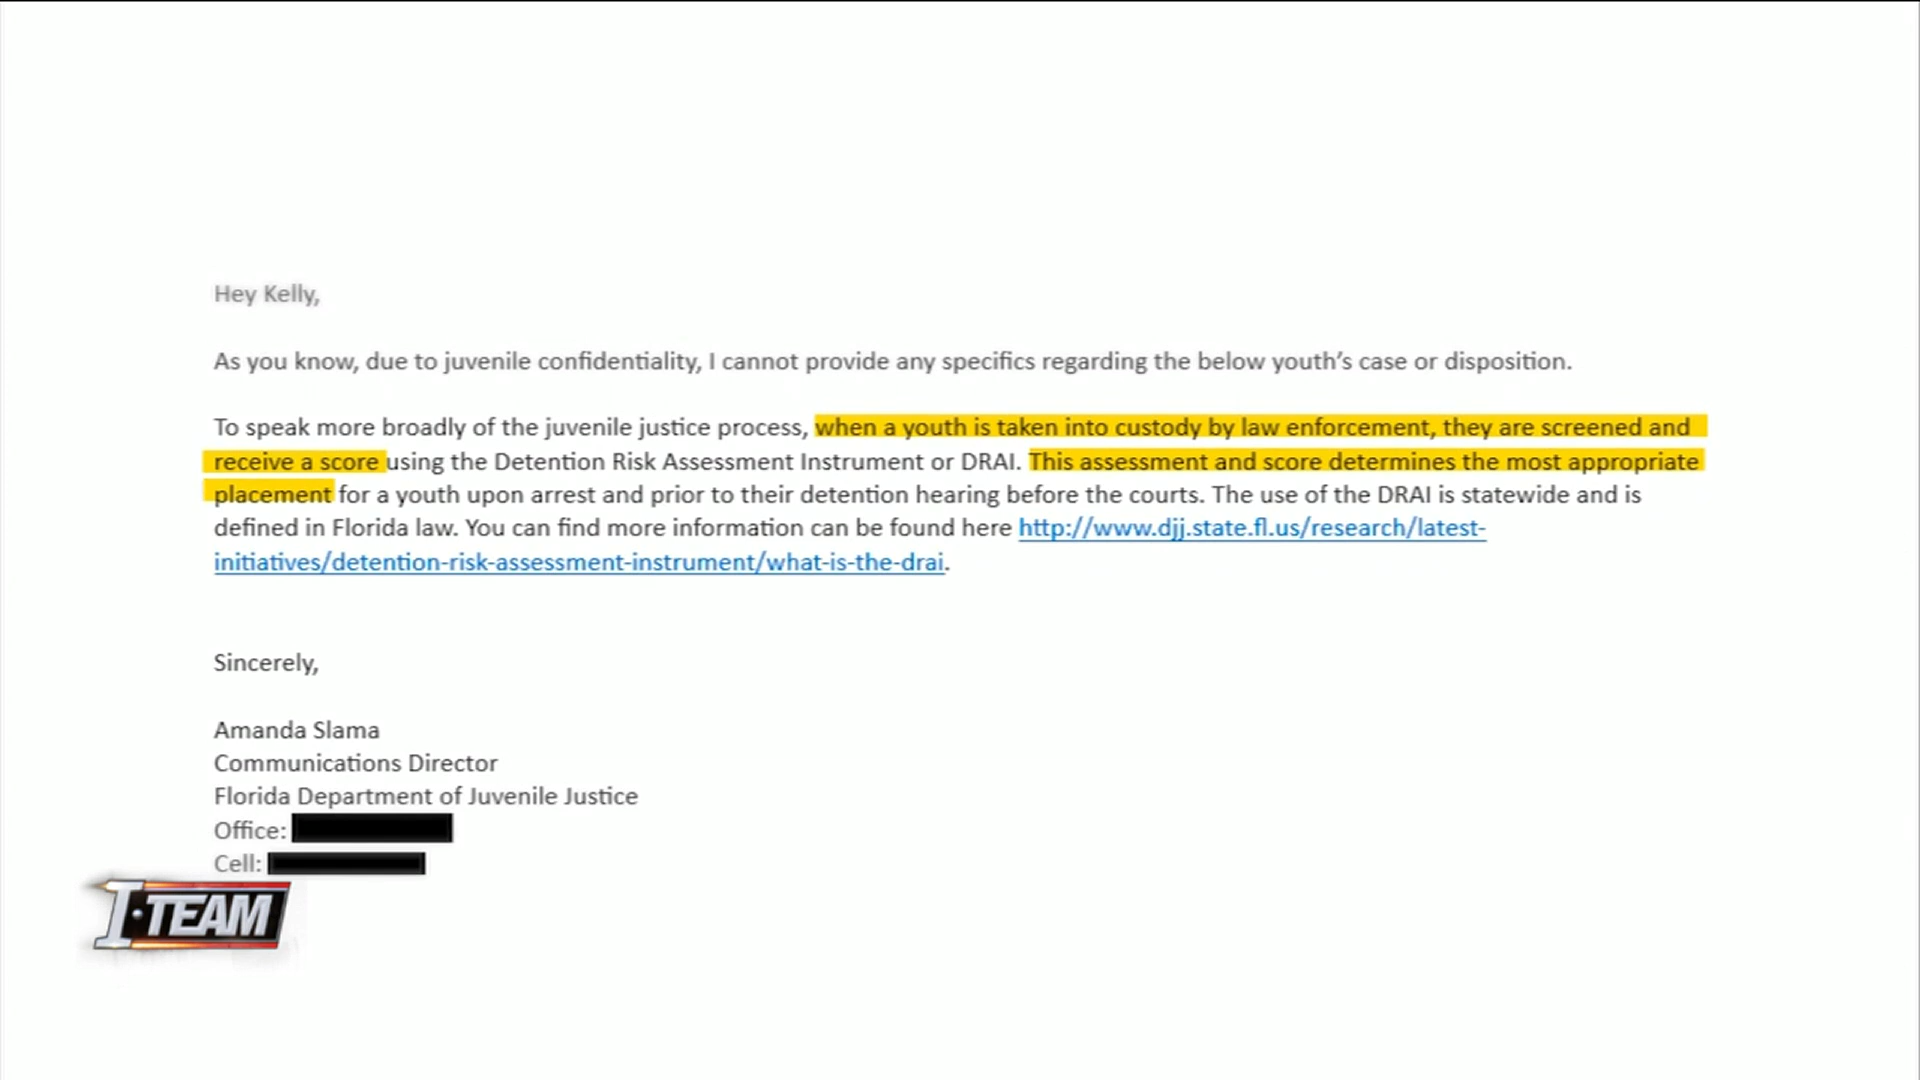 Hey Kelly,
As you know, due to juvenile confidentiality, I cannot provide any specifics regarding the below youth's case or disposition.
To speak more broadly of the juvenile justice process, when a youth is taken into custody by law enforcement, they are screened and
receive a score using the Detention Risk Assessment Instrument or DRAI. This assessment and score determines the most appropriate
placement for a youth upon arrest and prior to their detention hearing before the courts. The use of the DRAI is statewide and is
defined in Florida law. You can find more information can be found here http://www.djj.state.fl.us/research/latest-
initiatives/detention-risk-assessment-instrument/what-is-the-drai.
Sincerely,
Amanda Slama
Communications Director
Florida Department of Juvenile Justice
Office:
Cell:
I·TEAM